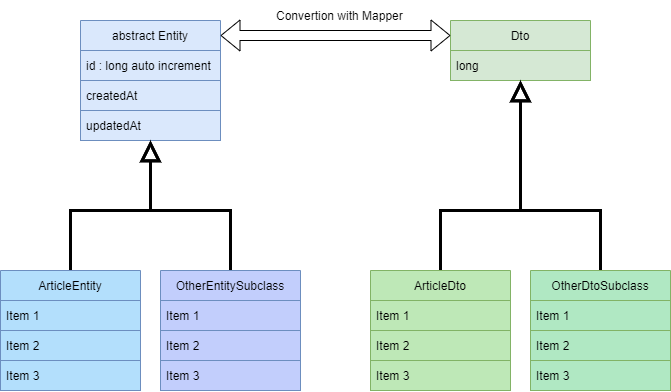 Convertion with Mapper
abstract Entity
id : long auto increment
createdAt
updatedAt
Dto
long
ArticleEntity
Item 1
Item 2
Item 3
OtherEntitySubclass
Item 1
Item 2
Item 3
ArticleDto
Item 1
Item 2
Item 3
OtherDtoSubclass
Item 1
Item 2
Item 3